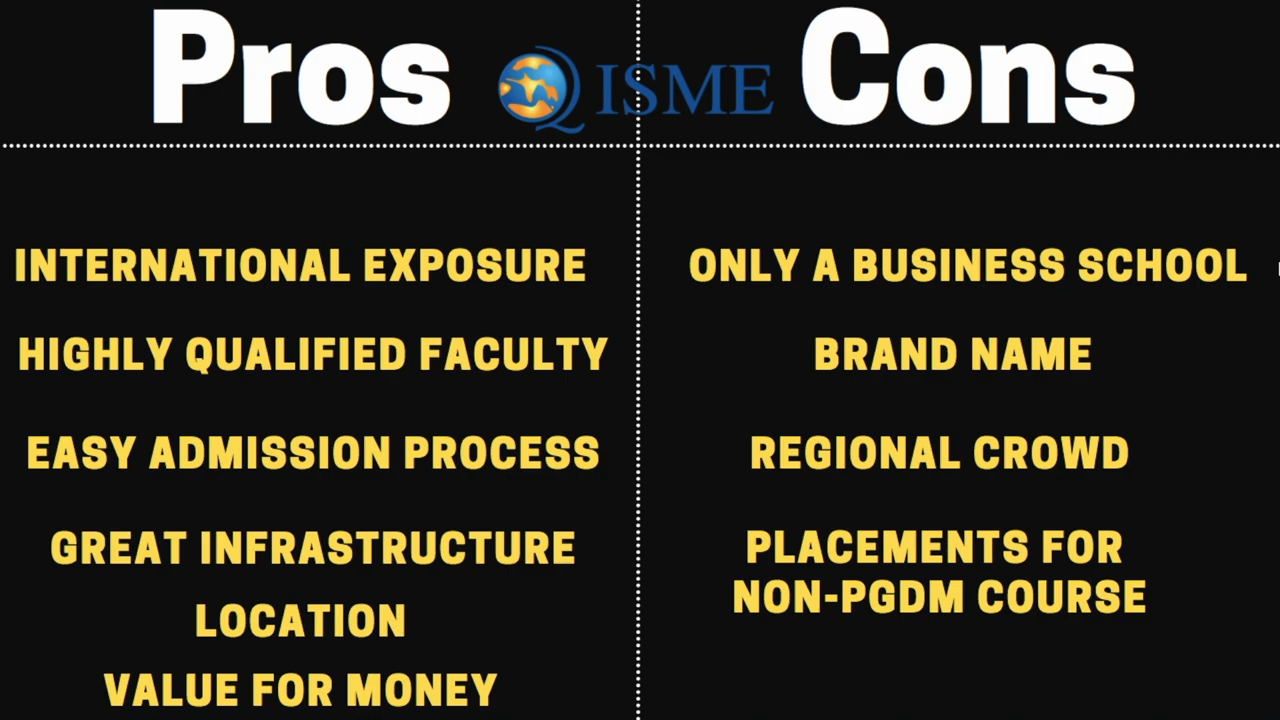 Pros
ISME
Cons
INTERNATIONAL EXPOSURE
HIGHLY QUALIFIED FACULTY
EASY ADMISSION PROCESS
GREAT INFRASTRUCTURE
LOCATION
VALUE FOR MONEY
ONLY A BUSINESS SCHOOL
BRAND NAME
REGIONAL CROWD
PLACEMENTS FOR
NON-PGDM COURSE